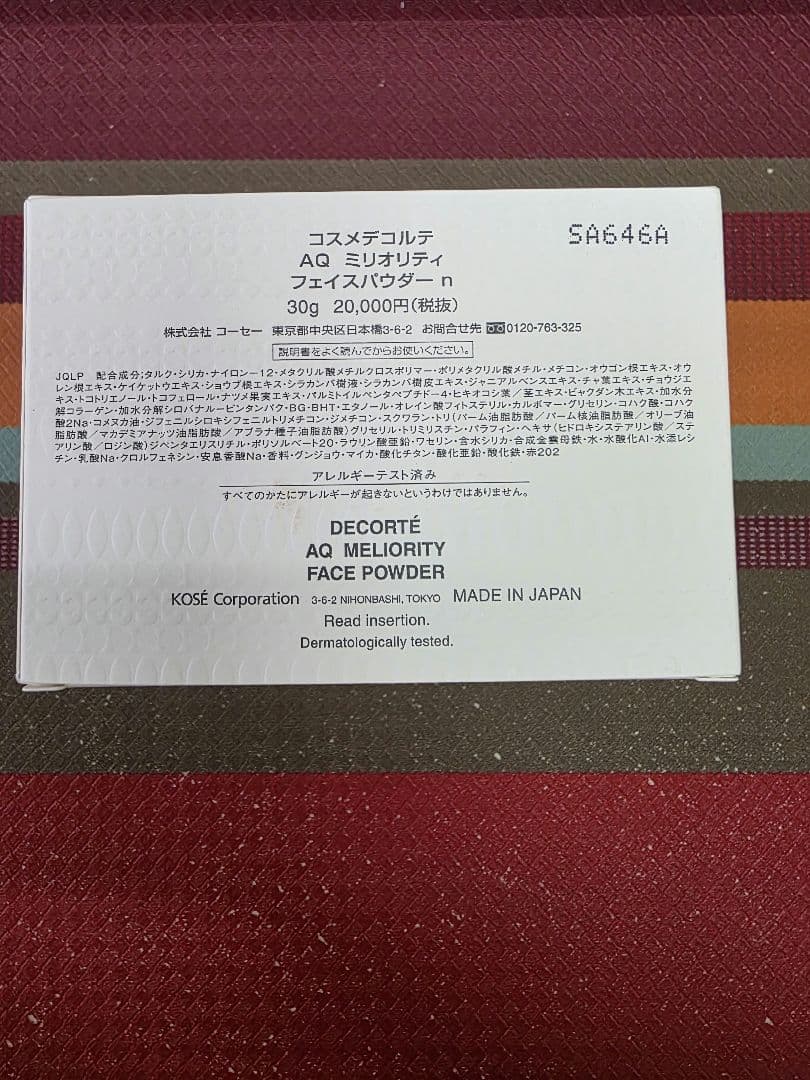 コスメデコルテ
SA646A
AQ ミリオリティ
フェイスパウダー n
30g 20,000円(税抜)
株式会社 コーセー 東京都中央区日本橋3-6-2 お問合せ先 0120-763-325
説明書をよく読んでからお使いください。
JQLP 配合成分;タルク・シリカ・ナイロン-12・メタクリル酸メチルクロスポリマー・ポリメタクリル酸メチル・メチコン・オウゴン根エキス・オウ
レン根エキス・ケイケットウエキス・ショウブ根エキス・シラカンバ樹液・シラカンバ樹皮エキス・ジャニアルベンスエキス・チャ葉エキス・チョウジエ
キス・トコトリエノール・トコフェロール・ナツメ果実エキス・パルミトイルペンタペプチド-4・ヒキオコシ葉/茎エキス・ビャクダン木エキス・加水分
解コラーゲン・加水分解シロバナルーピンタンパク・BG・BHT・エタノール・オレイン酸フィトステリル・カルボマー・グリセリン・コハク酸・コハク
酸2Na・コメヌカ油・ジフェニルシロキシフェニルトリメチコン・ジメチコン・スクワラン・トリ(パーム油脂肪酸/パーム核油脂肪酸/オリーブ油
脂肪酸/マカデミアナッツ油脂肪酸/アブラナ種子油脂肪酸)グリセリル・トリミリスチン・パラフィン・ヘキサ(ヒドロキシステアリン酸/ステ
アリン酸/ロジン酸)ジペンタエリスリチル・ポリソルベート20・ラウリン酸亜鉛・ワセリン・含水シリカ・合成金雲母鉄・水・水酸化Al・水添レシ
チン・乳酸Na・クロルフェネシン・安息香酸Na・香料・グンジョウ・マイカ・酸化チタン・酸化亜鉛・酸化鉄・赤202
アレルギーテスト済み
すべてのかたにアレルギーが起きないというわけではありません。
DECORTÉ
AQ MELIORITY
FACE POWDER
KOSÉ Corporation 3-6-2 NIHONBASHI, TOKYO MADE IN JAPAN
Read insertion.
Dermatologically tested.